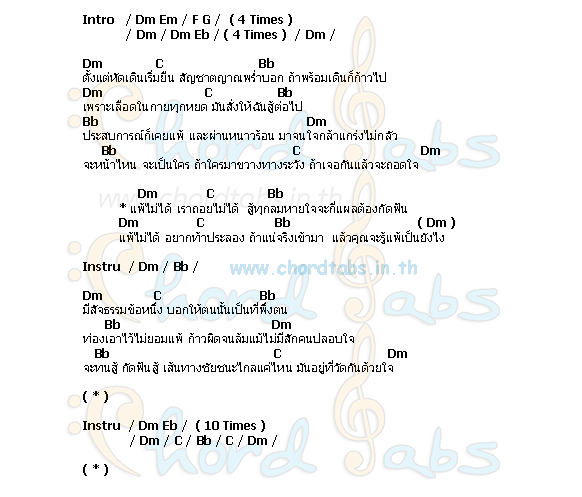 Intro / Dm Em / F G / ( 4 Times )
/ Dm / Dm Eb / ( 4 Times ) / Dm /
Dm C Bb
ตั้งแต่หัดเดินเริ่มยืน สัญชาตญาณพร่ำบอก ถ้าพร้อมเดินก็ก้าวไป
Dm C Bb
เพราะเลือดในกายทุกหยด มันสั่งให้ฉันสู้ต่อไป
Bb Dm
ประสบการณ์ก็เคยแพ้ และผ่านหนาวร้อน มาจนใจกล้าแกร่งไม่กลัว
Bb C Dm
จะหน้าไหน จะเป็นใคร ถ้าใครมาขวางทางระวัง ถ้าเจอกันแล้วจะถอดใจ
www.chordtabs.in.th
Dm C Bb
* แพ้ไม่ได้ เราถอยไม่ได้ สู้ทุกลมหายใจจะกี่แผลต้องกัดฟัน
Dm C Bb ( Dm )
แพ้ไม่ได้ อยากท้าประลอง ถ้าแน่จริงเข้ามา แล้วคุณจะรู้แพ้เป็นยังไง
Instru / Dm / Bb / www.chordtabs.in.th
Dm C Bb
มีสัจธรรมข้อหนึ่ง บอกให้ตนนั้นเป็นที่พึ่งตน
Bb Dm
ท่องเอาไว้ไม่ยอมแพ้ ก้าวผิดจนล้มแม้ไม่มีสักคนปลอบใจ
Bb C Dm
จะทนสู้ กัดฟันสู้ เส้นทางชัยชนะไกลแค่ไหน มันอยู่ที่วัดกันด้วยใจ
( * )
Instru / Dm Eb / ( 10 Times )
/ Dm / C / Bb / C / Dm /
( * )